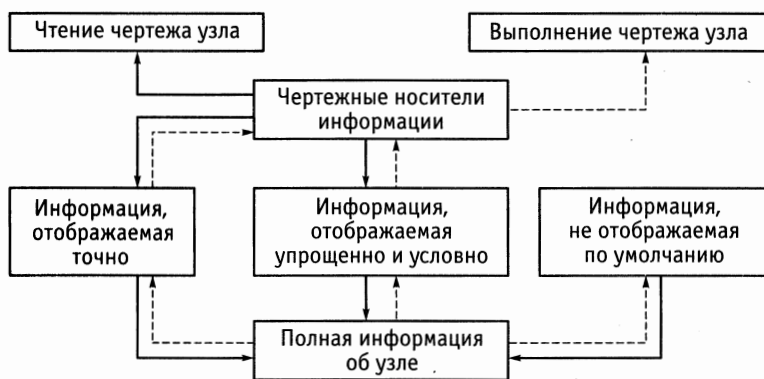 Чтение чертежа узла
Выполнение чертежа узла
Чертежные носители
информации
Информация,
отображаемая
точно
Информация,
отображаемая
упрощенно и условно
Информация,
не отображаемая
по умолчанию
Полная информация
об узле